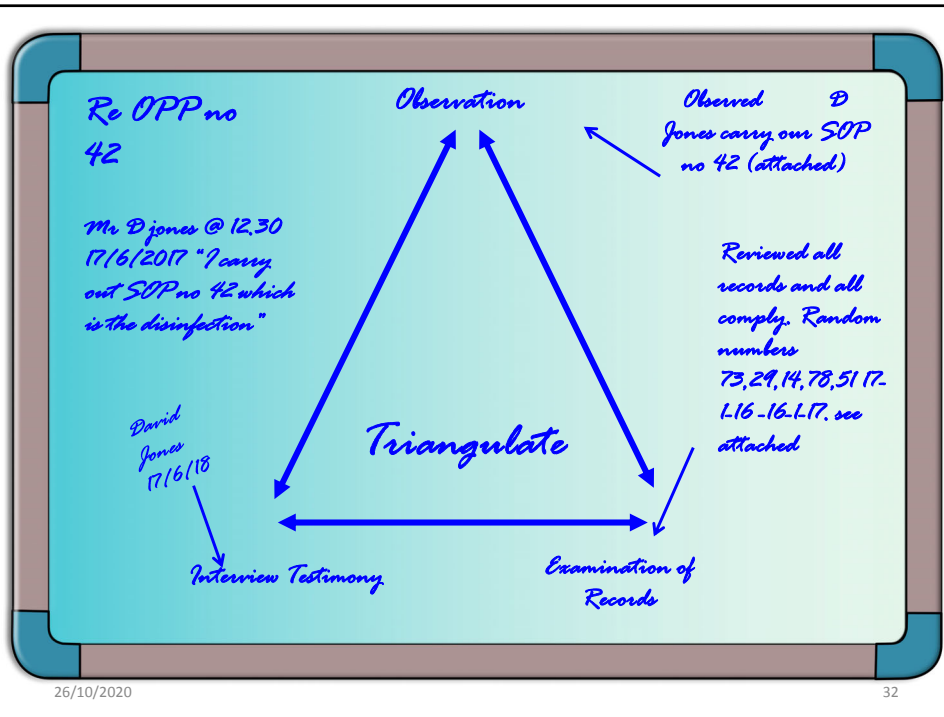 Re OPP no
42
Mr D jones @ 12.30
17/6/2017 "I carry
out SOP no 42 which
is the disinfection"
David
Jones
17/6/18
Observation
Observed D
Jones carry our SOP
no 42 (attached)
Reviewed all
records and all
comply. Random
numbers
73,29,14,78,51 17-
1-16 -16-1-17. see
attached
Triangulate
Interview Testimony
Examination of
Records
26/10/2020
32